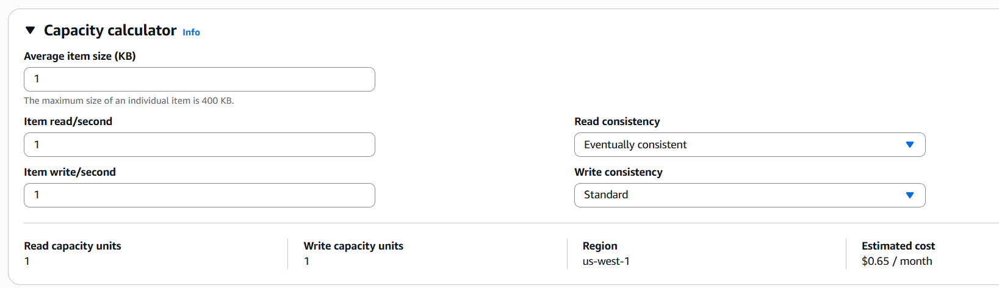 Capacity calculator Info
Average item size (KB)
1
The maximum size of an individual item is 400 KB.
Item read/second
1
Read consistency
Eventually consistent
Item write/second
1
Write consistency
Standard
Read capacity units
1
Write capacity units
1
Region
us-west-1
Estimated cost
$0.65 / month